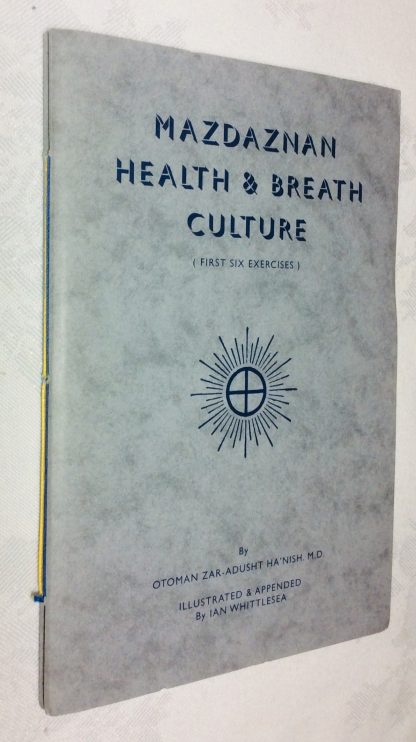 MAZDAZNAN
HEALTH & BREATH
CULTURE
( FIRST SIX EXERCISES )
By
OTOMAN ZAR-ADUSHT HA'NISH. M.D.
ILLUSTRATED & APPENDED
By IAN WHITTLESEA